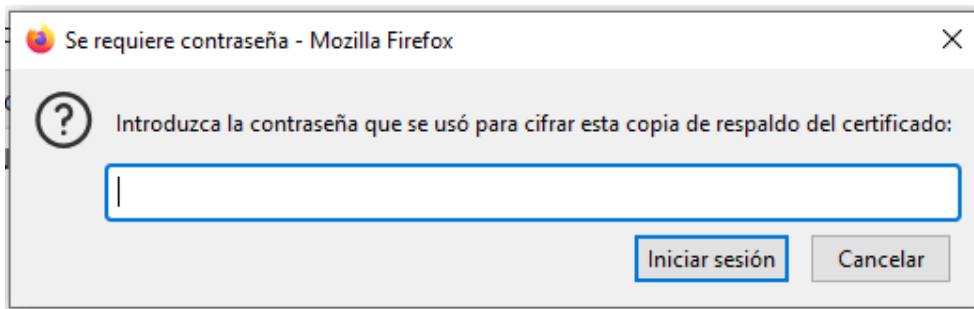 Se requiere contraseña - Mozilla Firefox
Introduzca la contraseña que se usó para cifrar esta copia de respaldo del certificado:
Iniciar sesión
Cancelar